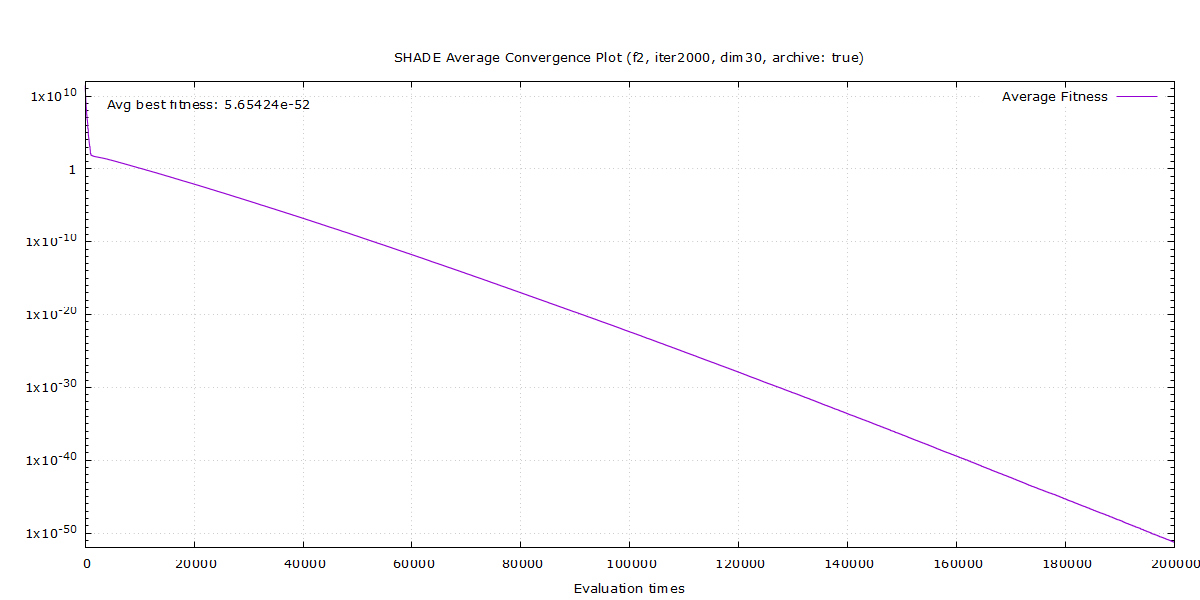 SHADE Average Convergence Plot (f2, iter2000, dim30, archive: true)
1x10^10
Avg best fitness: 5.65424e-52
Average Fitness
1
1x10^-10
1x10^-20
1x10^-30
1x10^-40
1x10^-50
0 20000 40000 60000 80000 100000 120000 140000 160000 180000 200000
Evaluation times